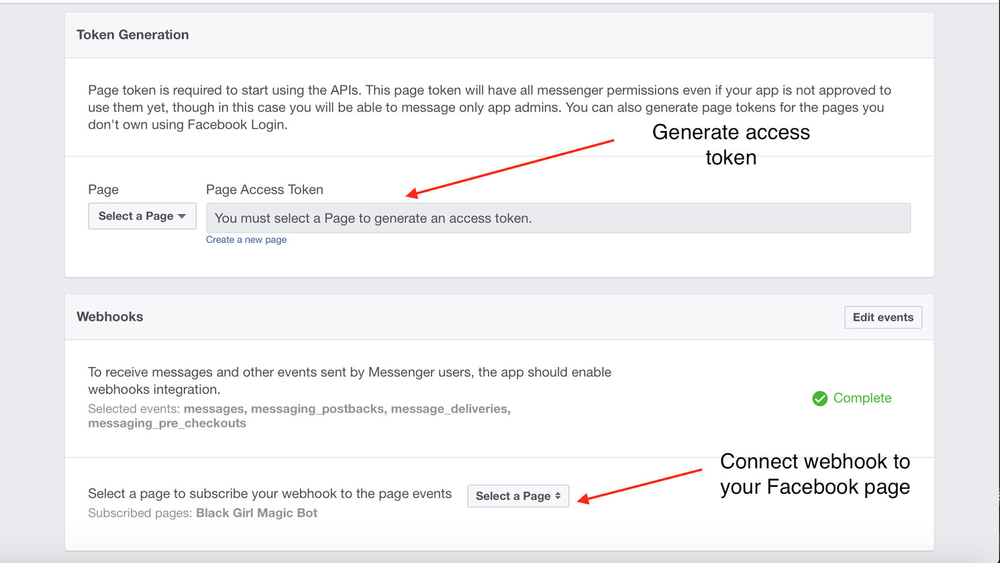 Token Generation
Page token is required to start using the APIs. This page token will have all messenger permissions even if your app is not approved to
use them yet, though in this case you will be able to message only app admins. You can also generate page tokens for the pages you
don't own using Facebook Login.
Generate access
token
Page
Page Access Token
Select a Page
You must select a Page to generate an access token.
Create a new page
Webhooks
Edit events
To receive messages and other events sent by Messenger users, the app should enable
webhooks integration.
Selected events: messages, messaging_postbacks, message_deliveries,
messaging_pre_checkouts
Complete
Connect webhook to
your Facebook page
Select a page to subscribe your webhook to the page events
Select a Page
Subscribed pages: Black Girl Magic Bot